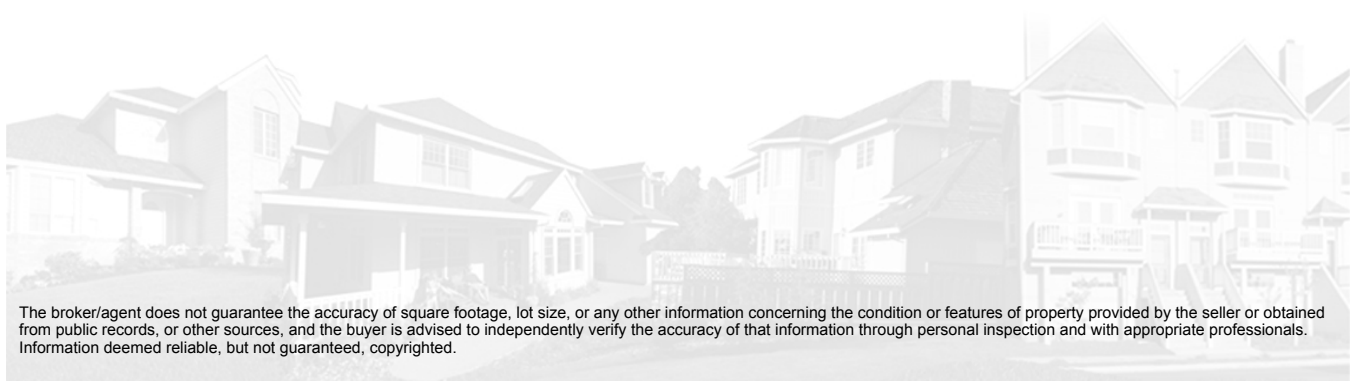 The broker/agent does not guarantee the accuracy of square footage, lot size, or any other information concerning the condition or features of property provided by the seller or obtained
from public records, or other sources, and the buyer is advised to independently verify the accuracy of that information through personal inspection and with appropriate professionals.
Information deemed reliable, but not guaranteed, copyrighted.